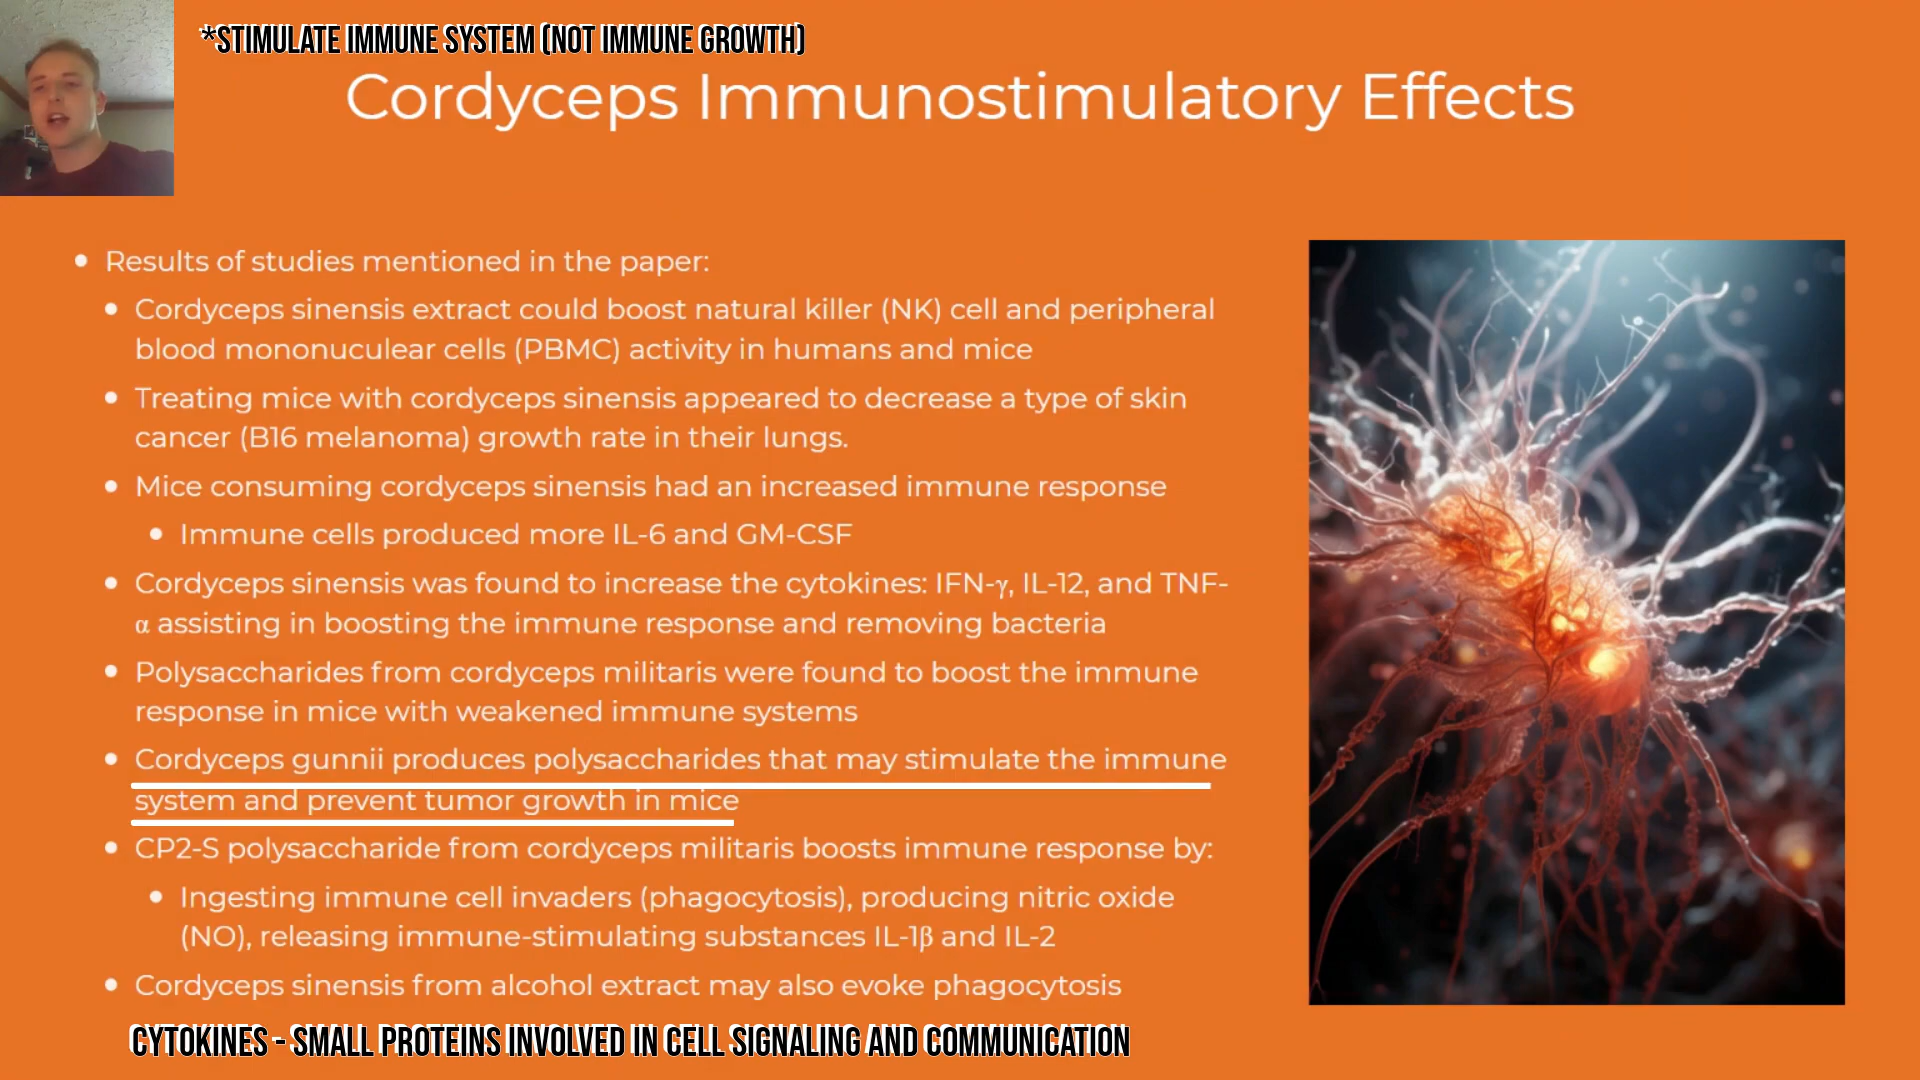 *STIMULATE IMMUNE SYSTEM (NOT IMMUNE GROWTH)
Cordyceps Immunostimulatory Effects
• Results of studies mentioned in the paper:
• Cordyceps sinensis extract could boost natural killer (NK) cell and peripheral
blood mononuculear cells (PBMC) activity in humans and mice
• Treating mice with cordyceps sinensis appeared to decrease a type of skin
cancer (B16 melanoma) growth rate in their lungs.
• Mice consuming cordyceps sinensis had an increased immune response
• Immune cells produced more IL-6 and GM-CSF
• Cordyceps sinensis was found to increase the cytokines: IFN-γ, IL-12, and TNF-
α assisting in boosting the immune response and removing bacteria
• Polysaccharides from cordyceps militaris were found to boost the immune
response in mice with weakened immune systems
• Cordyceps gunnii produces polysaccharides that may stimulate the immune
system and prevent tumor growth in mice
• CP2-S polysaccharide from cordyceps militaris boosts immune response by:
• Ingesting immune cell invaders (phagocytosis), producing nitric oxide
(NO), releasing immune-stimulating substances IL-1β and IL-2
• Cordyceps sinensis from alcohol extract may also evoke phagocytosis
CYTOKINES - SMALL PROTEINS INVOLVED IN CELL SIGNALING AND COMMUNICATION